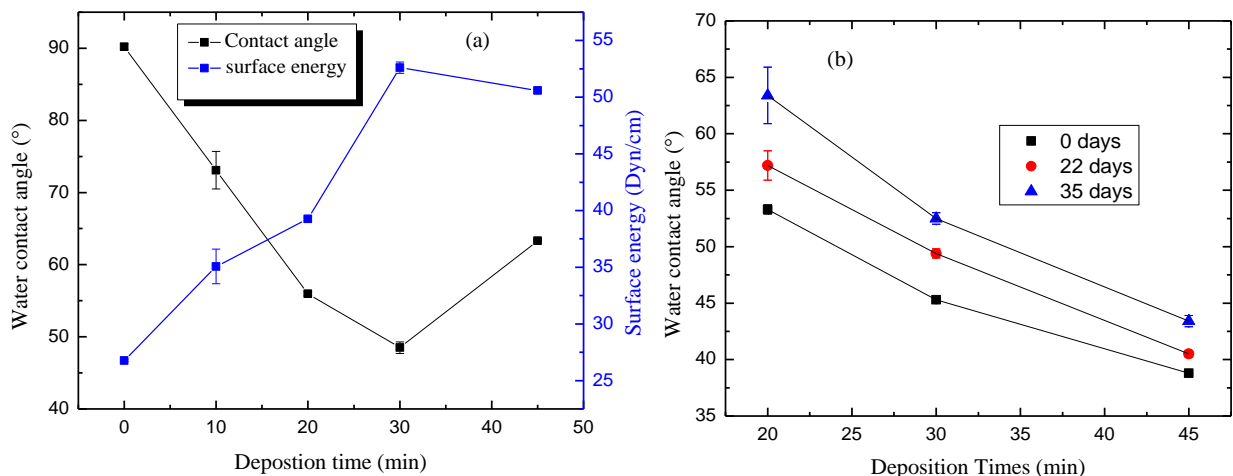 (a)
Contact angle
surface energy
Water contact angle (°)
90
80
70
60
50
40
Surface energy (Dyn/cm)
55
50
45
40
35
30
25
0 10 20 30 40 50
Depostion time (min)
(b)
0 days
22 days
35 days
Water contact angle (°)
70
65
60
55
50
45
40
35
20 25 30 35 40 45
Deposition Times (min)